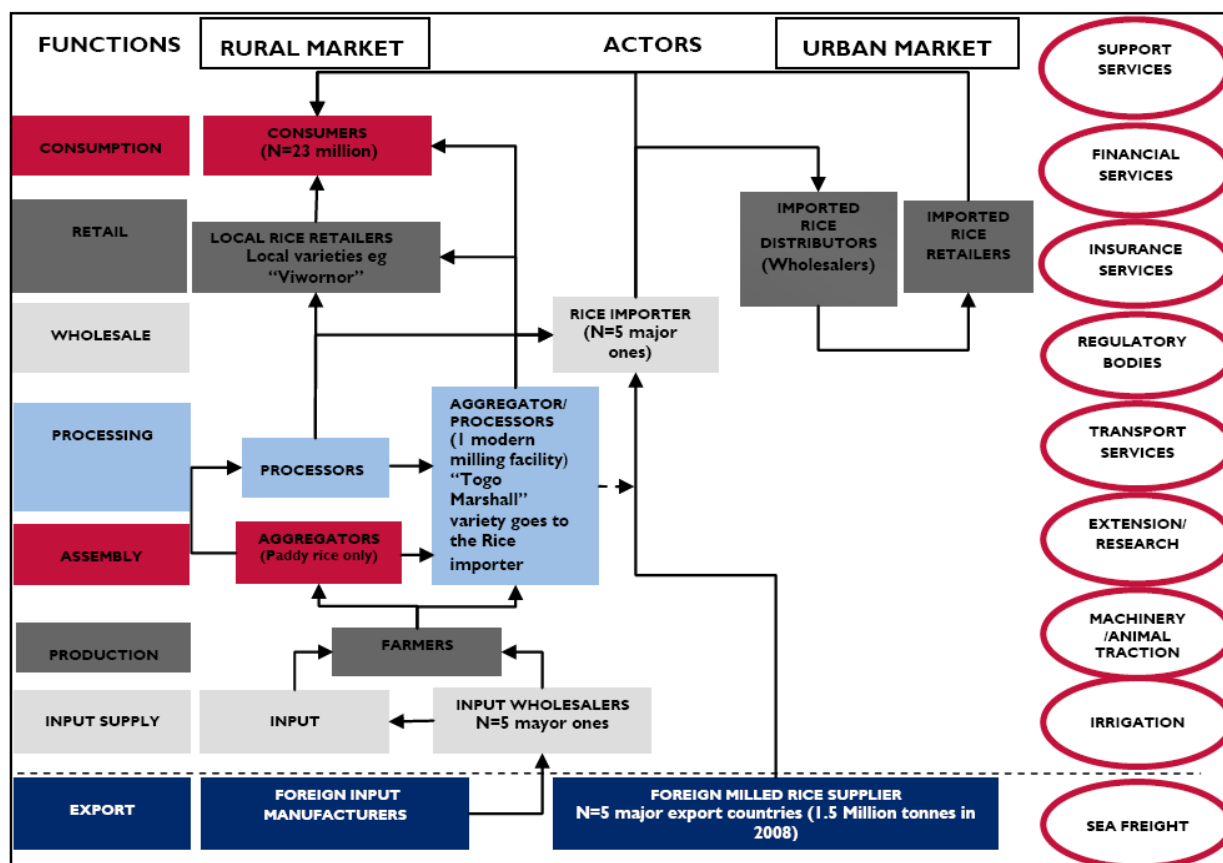 FUNCTIONS
RURAL MARKET
ACTORS
URBAN MARKET
SUPPORT
SERVICES
CONSUMPTION
CONSUMERS
(N=23 million)
FINANCIAL
SERVICES
RETAIL
LOCAL RICE RETAILERS
Local varieties eg
“Viwornor”
IMPORTED
RICE
DISTRIBUTORS
(Wholesalers)
IMPORTED
RICE
RETAILERS
INSURANCE
SERVICES
WHOLESALE
RICE IMPORTER
(N=5 major
ones)
REGULATORY
BODIES
PROCESSING
PROCESSORS
AGGREGATOR/
PROCESSORS
(1 modern
milling facility)
“Togo
Marshall”
variety goes to
the Rice
importer
TRANSPORT
SERVICES
ASSEMBLY
AGGREGATORS
(Paddy rice only)
EXTENSION/
RESEARCH
PRODUCTION
FARMERS
MACHINERY
/ANIMAL
TRACTION
INPUT SUPPLY
INPUT
INPUT WHOLESALERS
N=5 mayor ones
IRRIGATION
EXPORT
FOREIGN INPUT
MANUFACTURERS
FOREIGN MILLED RICE SUPPLIER
N=5 major export countries (1.5 Million tonnes in
2008)
SEA FREIGHT